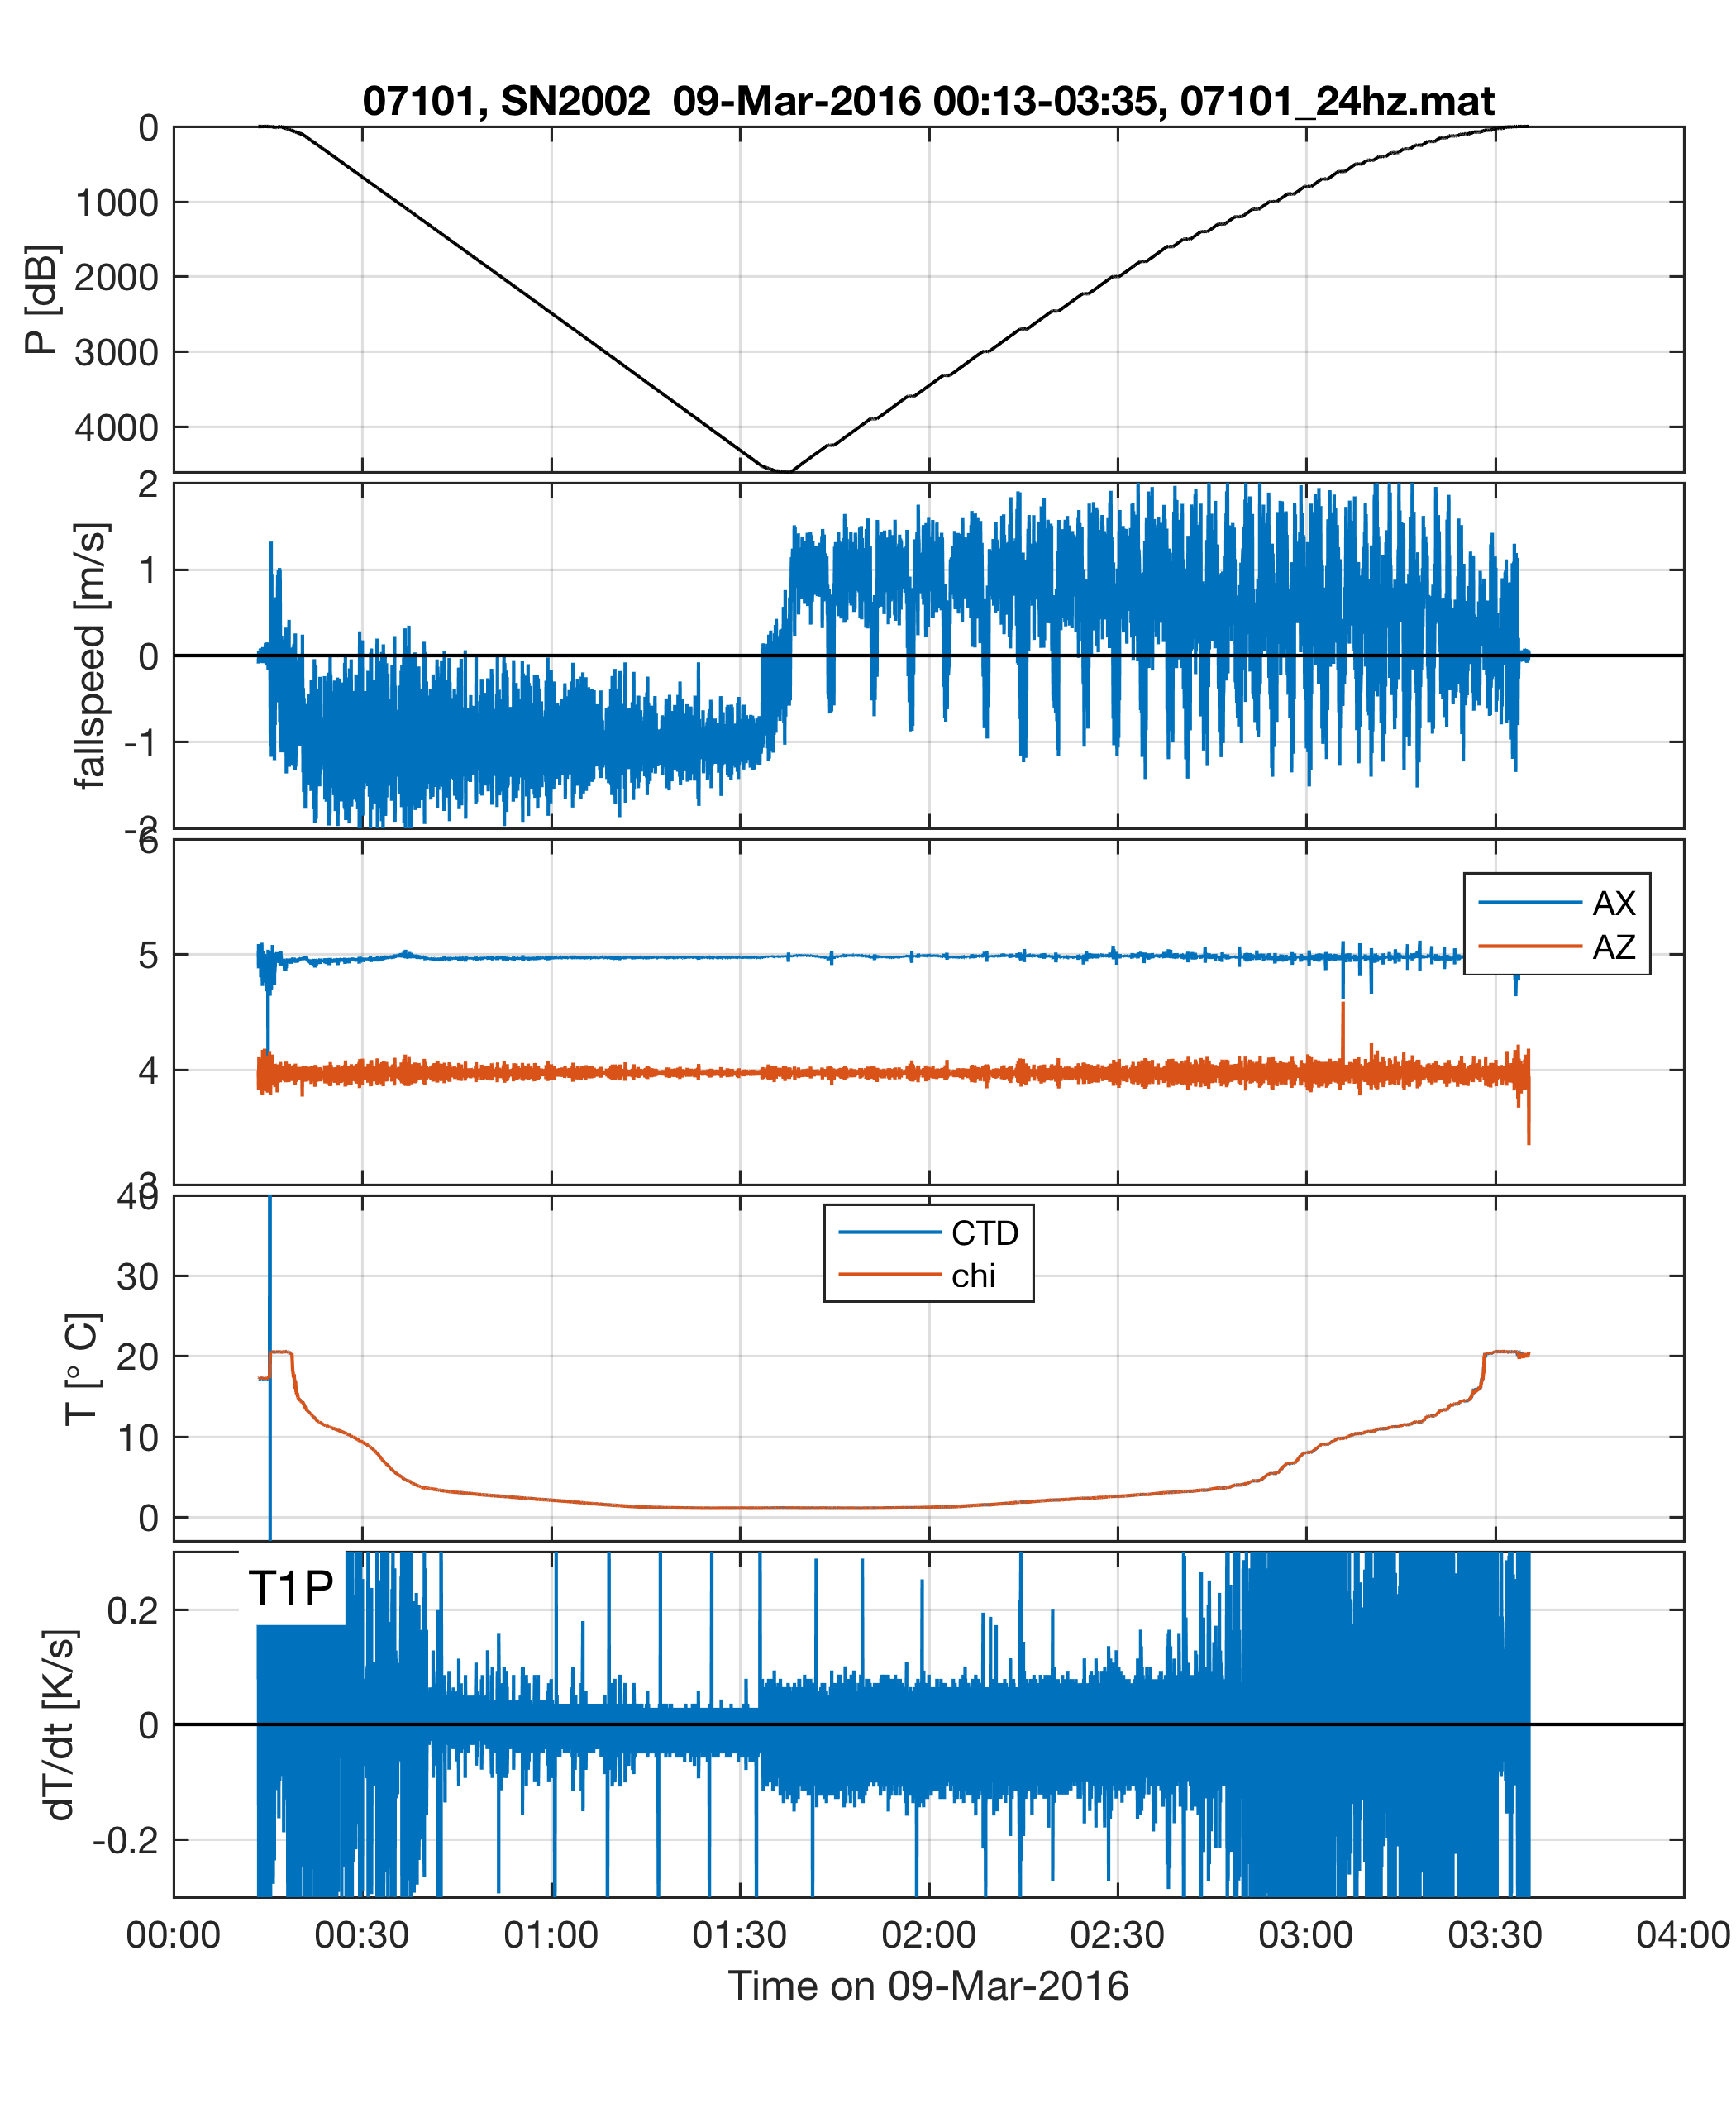 07101, SN2002 09-Mar-2016 00:13-03:35, 07101_24hz.mat
0
1000
2000
3000
4000
P [dB]
2
1
0
-1
-2
fallspeed [m/s]
6
5
4
3
AX
AZ
40
30
20
10
0
T [° C]
CTD
chi
T1P
0.2
0
-0.2
dT/dt [K/s]
00:00 00:30 01:00 01:30 02:00 02:30 03:00 03:30 04:00
Time on 09-Mar-2016